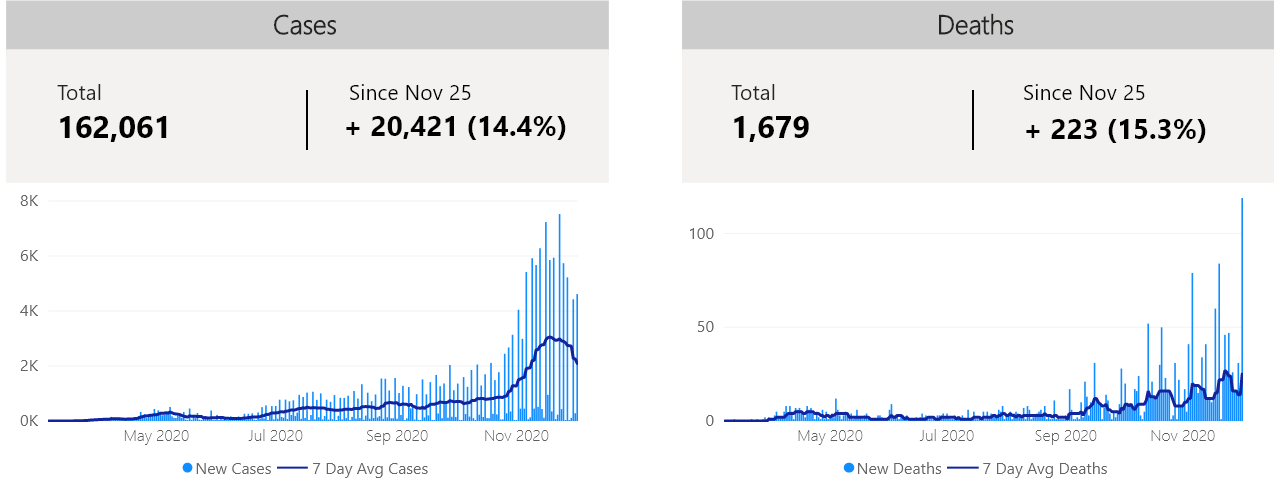 Cases
Total
162,061
Since Nov 25
+ 20,421 (14.4%)
8K
6K
4K
2K
0K
May 2020
Jul 2020
Sep 2020
Nov 2020
New Cases
7 Day Avg Cases
Deaths
Total
1,679
Since Nov 25
+ 223 (15.3%)
100
50
0
May 2020
Jul 2020
Sep 2020
Nov 2020
New Deaths
7 Day Avg Deaths